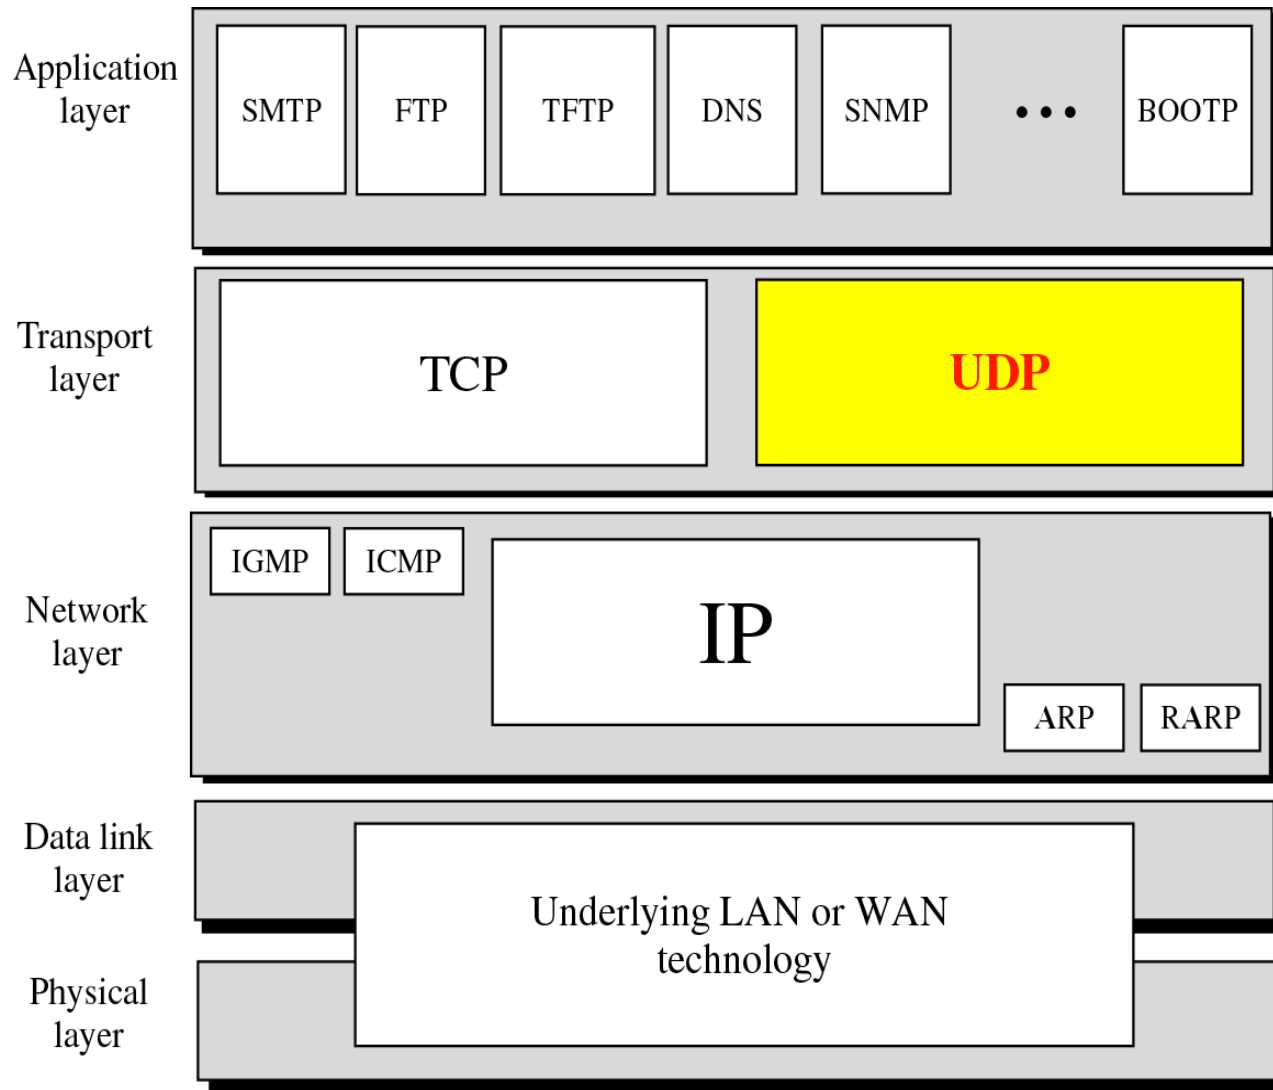 Application
layer
SMTP
FTP
TFTP
DNS
SNMP
•••
BOOTP
Transport
layer
TCP
UDP
IGMP
ICMP
Network
layer
IP
ARP
RARP
Data link
layer
Underlying LAN or WAN
technology
Physical
layer